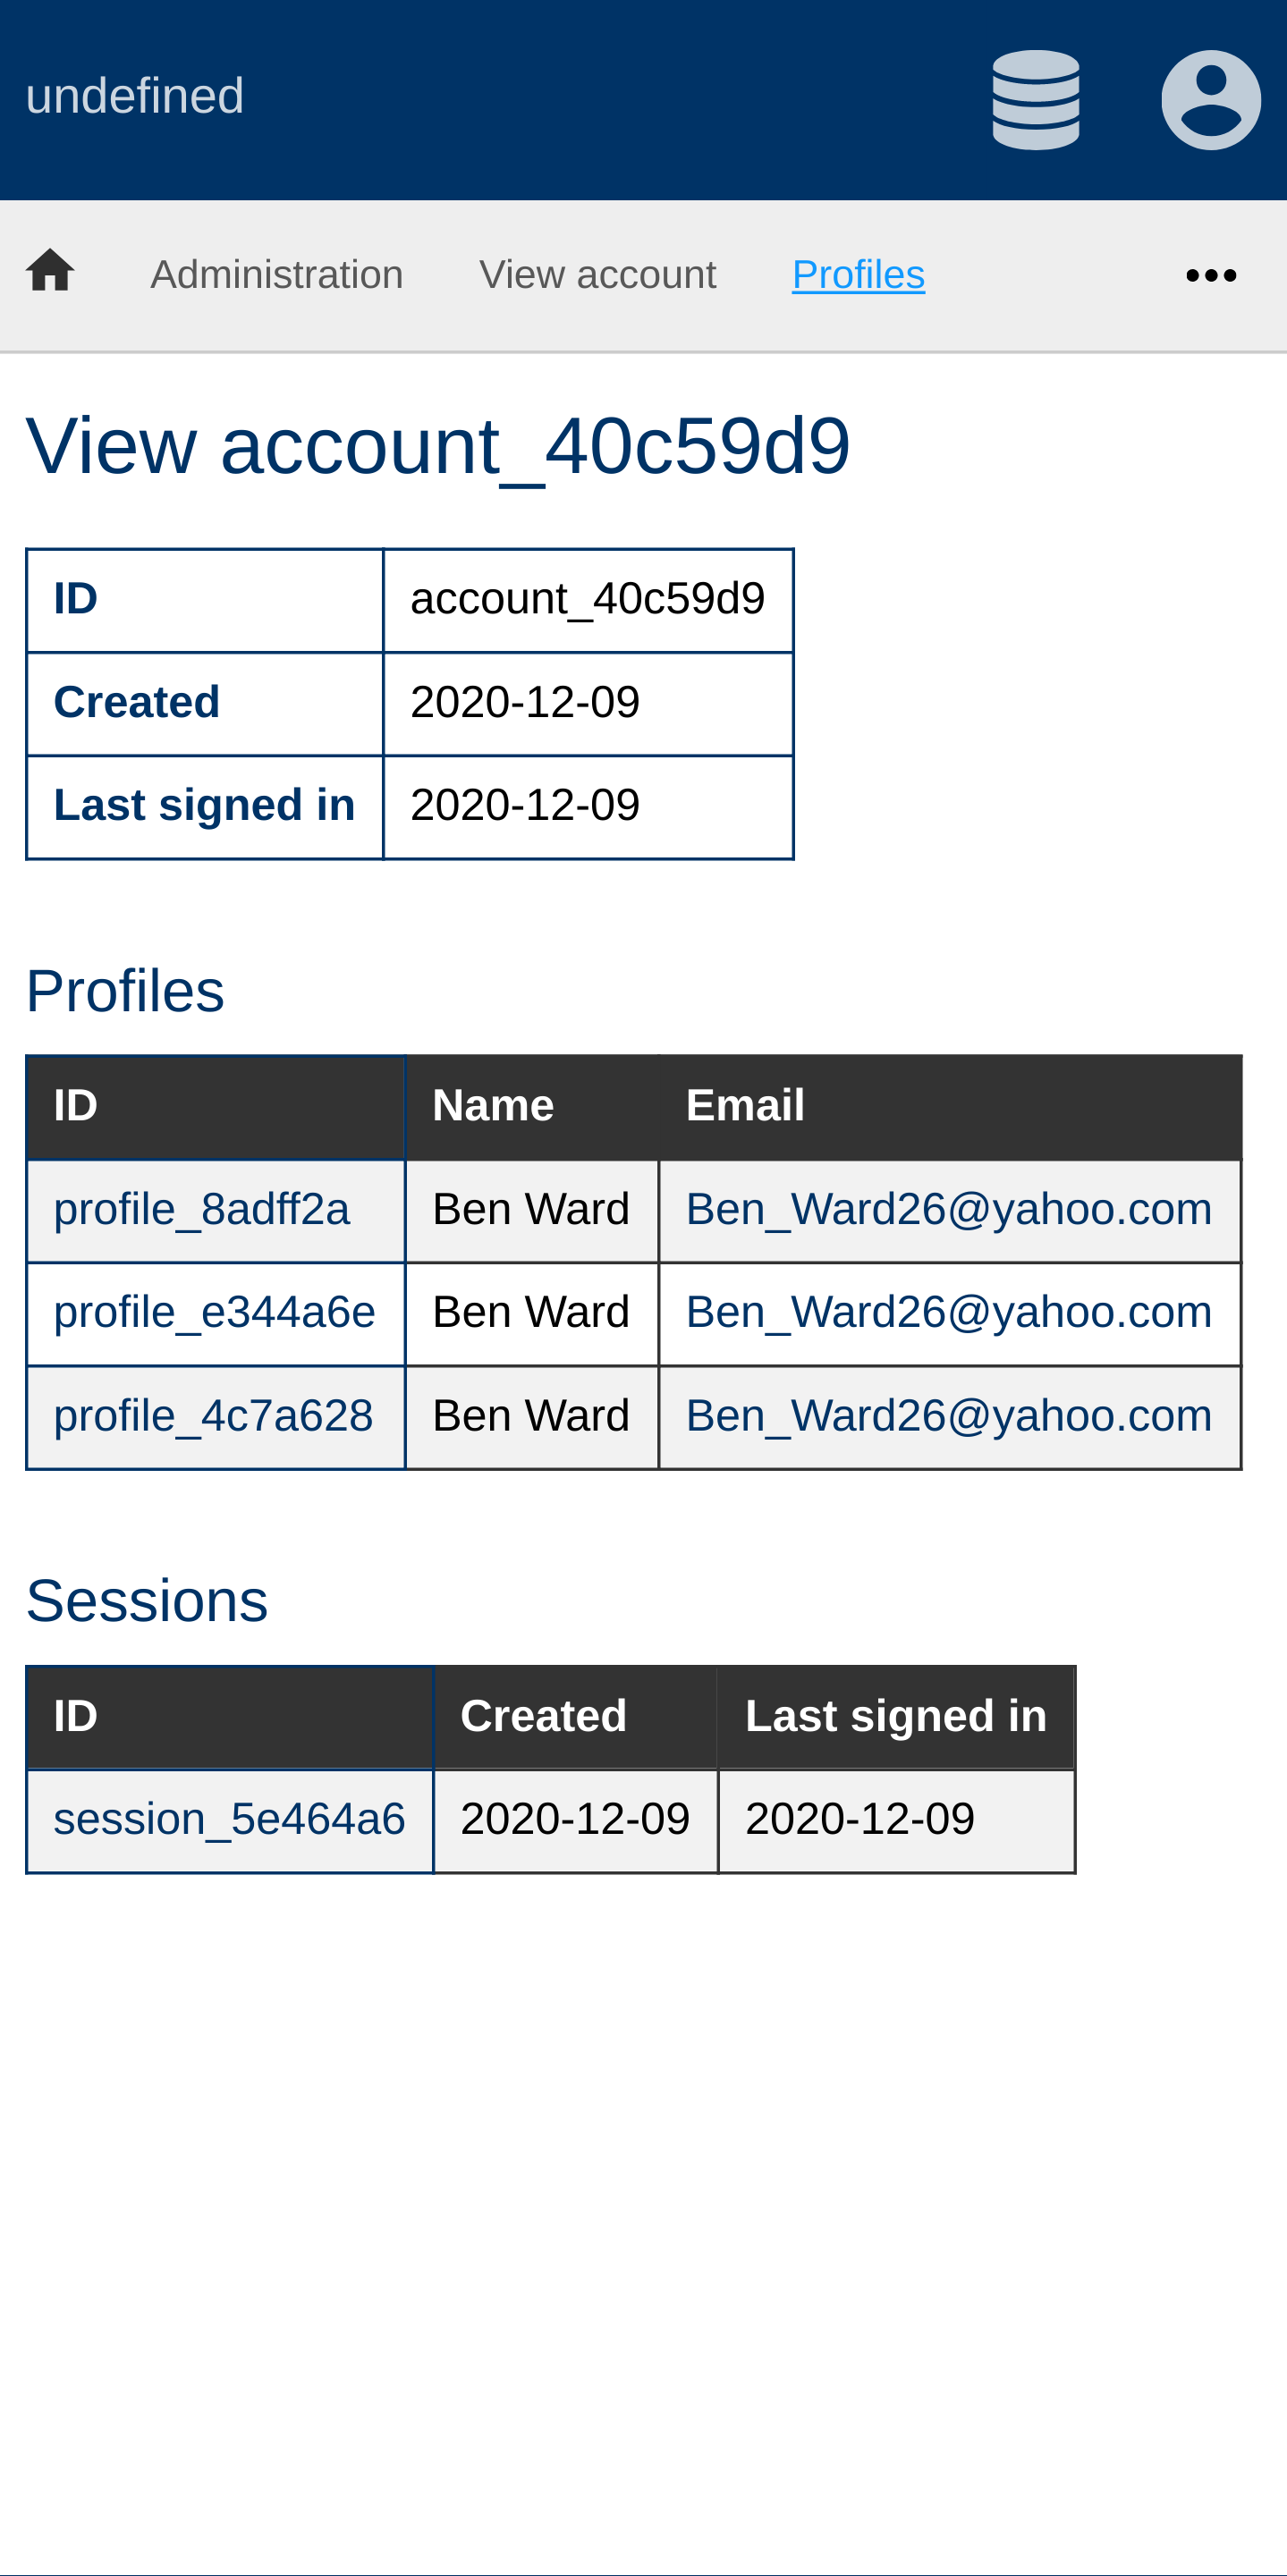 undefined
Administration View account Profiles •••
View account_40c59d9
ID account_40c59d9
Created 2020-12-09
Last signed in 2020-12-09
Profiles
ID Name Email
profile_8adff2a Ben Ward Ben_Ward26@yahoo.com
profile_e344a6e Ben Ward Ben_Ward26@yahoo.com
profile_4c7a628 Ben Ward Ben_Ward26@yahoo.com
Sessions
ID Created Last signed in
session_5e464a6 2020-12-09 2020-12-09